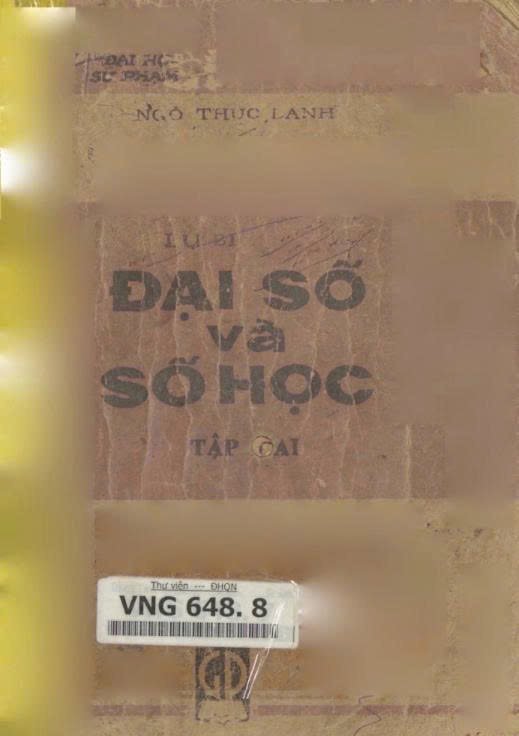 ĐẠI HỌC
SƯ PHẠM
NGÔ THÚC LANH
ĐẠI SỐ
và
SỐ HỌC
TẬP HAI
Thư viện --- ĐHQN
VNG 648. 8